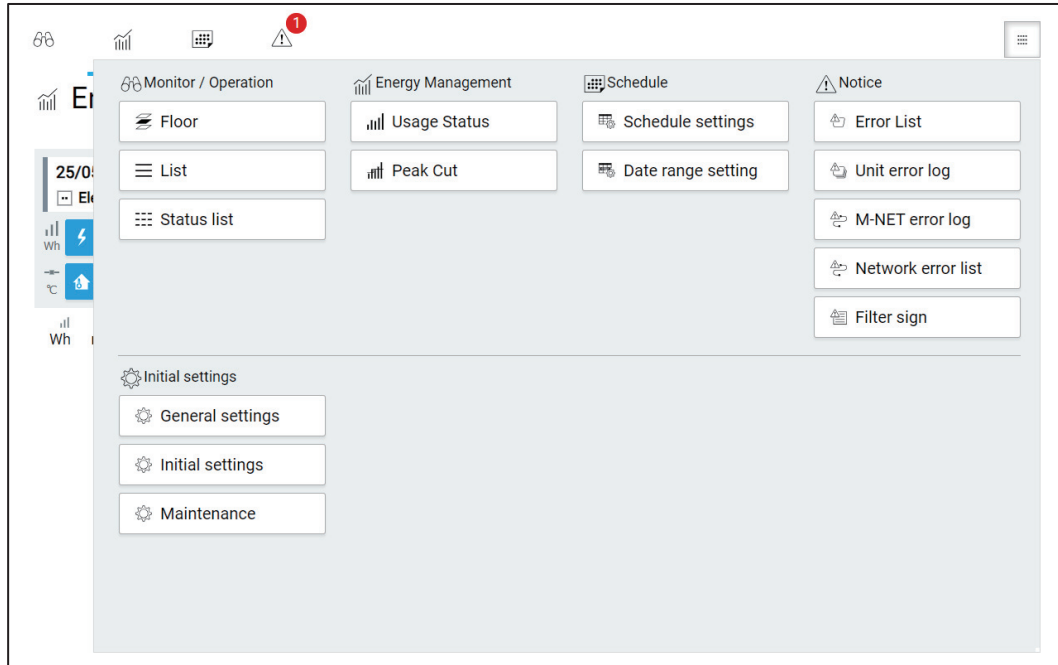 1
Monitor / Operation
Energy Management
Schedule
Notice
Floor
Usage Status
Schedule settings
Error List
List
Peak Cut
Date range setting
Unit error log
Status list
M-NET error log
Network error list
Filter sign
Initial settings
General settings
Initial settings
Maintenance
25/0
Wh
℃
Wh